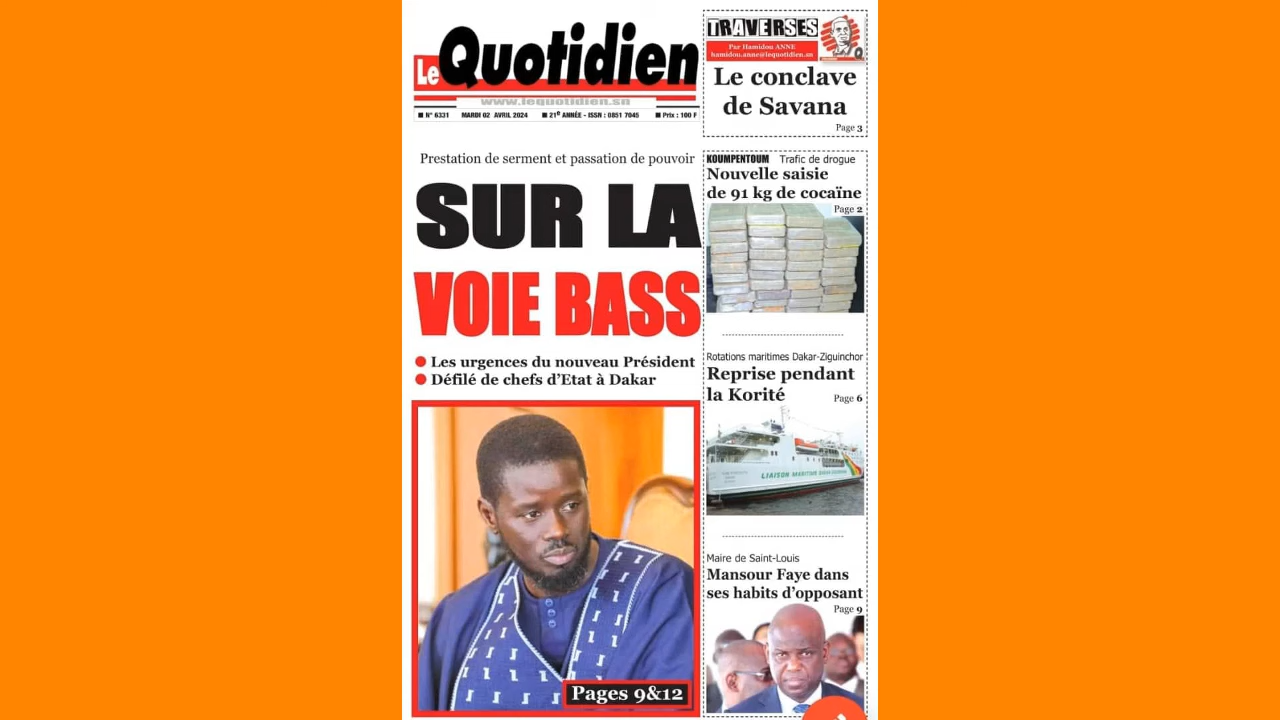 Le Quotidien
www.lequotidien.sn
N° 6331 MARDI 02 AVRIL 2024 21e ANNÉE - ISSN : 0851 7045 Prix : 100 F
Prestation de serment et passation de pouvoir
SUR LA
VOIE BASS
Les urgences du nouveau Président
Défilé de chefs d'Etat à Dakar
Pages 9&12
TRAVERSES
Par Hamidou ANNE
hamidou.anne@lequotidien.sn
Le conclave
de Savana
Page 3
KOUMPENTOUM Trafic de drogue
Nouvelle saisie
de 91 kg de cocaïne
Page 2
Rotations maritimes Dakar-Ziguinchor
Reprise pendant
la Korité
Page 6
LIAISON MARITIME DAKAR
Maire de Saint-Louis
Mansour Faye dans
ses habits d'opposant
Page 9